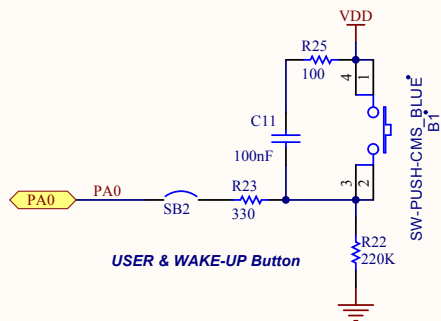 VDD
R25
100
4
1
C11
100nF
SW-PUSH-CMS_BLUE
B1
3
2
R23
330
PA0
PA0
SB2
R22
220K
USER & WAKE-UP Button